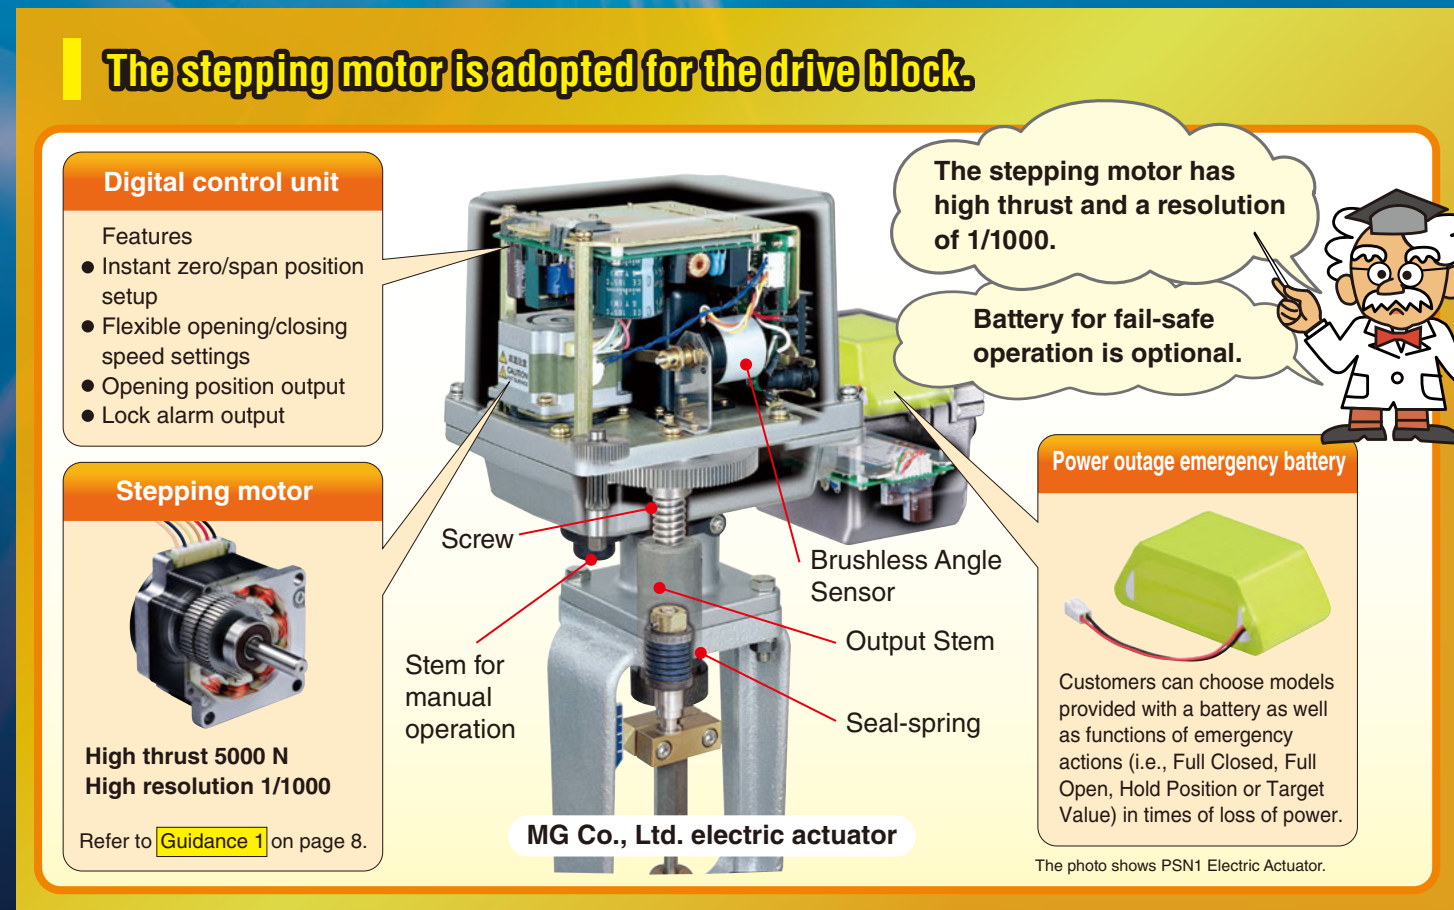 The stepping motor is adopted for the drive block.
Digital control unit
Features
● Instant zero/span position
setup
● Flexible opening/closing
speed settings
● Opening position output
● Lock alarm output
Stepping motor
High thrust 5000 N
High resolution 1/1000
Refer to Guidance 1 on page 8.
The stepping motor has
high thrust and a resolution
of 1/1000.
Battery for fail-safe
operation is optional.
CAUTION
Screw
Stem for
manual
operation
Brushless Angle
Sensor
Output Stem
Seal-spring
MG Co., Ltd. electric actuator
Power outage emergency battery
Customers can choose models
provided with a battery as well
as functions of emergency
actions (i.e., Full Closed, Full
Open, Hold Position or Target
Value) in times of loss of power.
The photo shows PSN1 Electric Actuator.